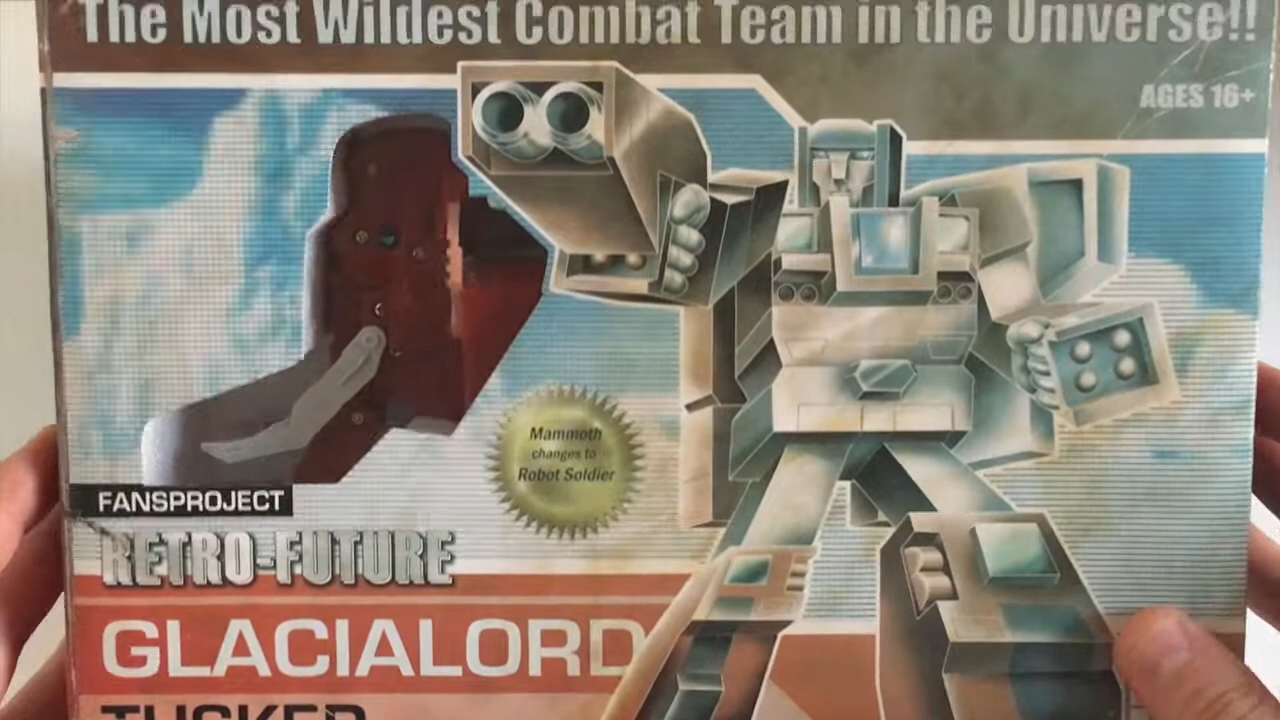 The Most Wildest Combat Team in the Universe!!
AGES 16+
Mammoth
changes to
Robot Soldier
FANSPROJECT
RETRO-FUTURE
GLACIALORD
TUSKER